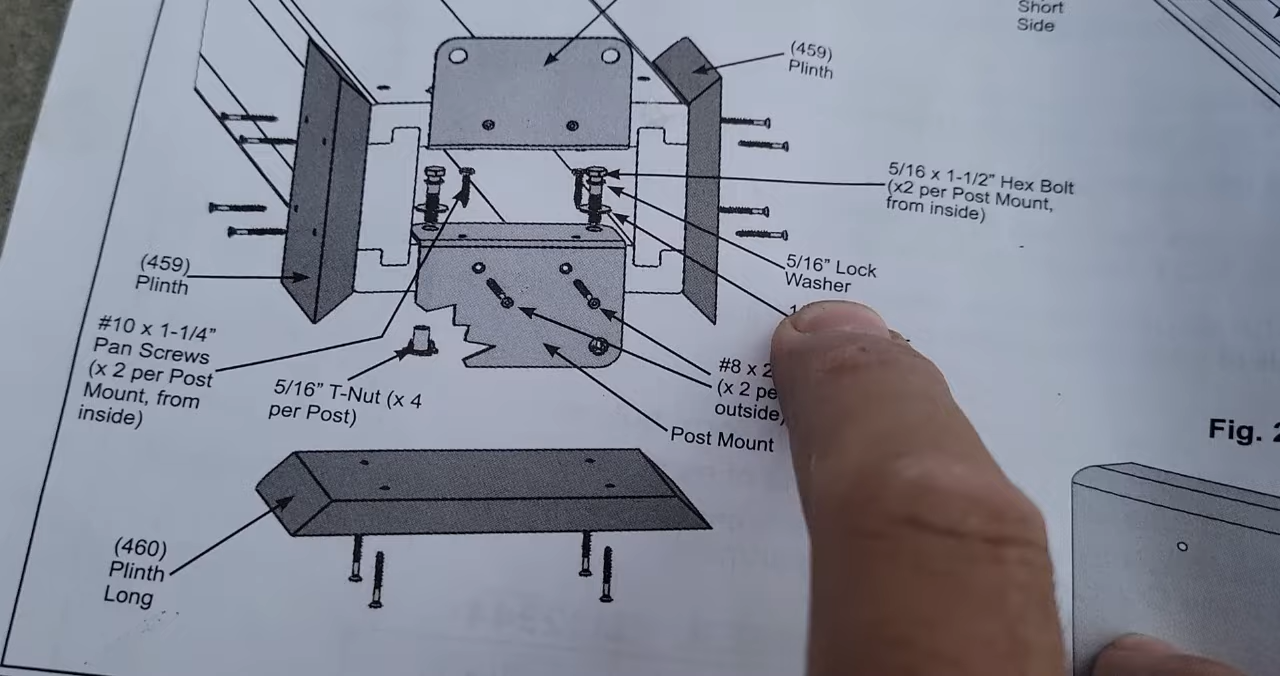 Short
Side
(459)
Plinth
5/16 x 1-1/2” Hex Bolt
(x2 per Post Mount,
from inside)
5/16” Lock
Washer
(459)
Plinth
#10 x 1-1/4”
Pan Screws
(x 2 per Post
Mount, from
inside)
5/16” T-Nut (x 4
per Post)
#8 x 2
(x 2 pe
outside)
Post Mount
Fig. 2
(460)
Plinth
Long